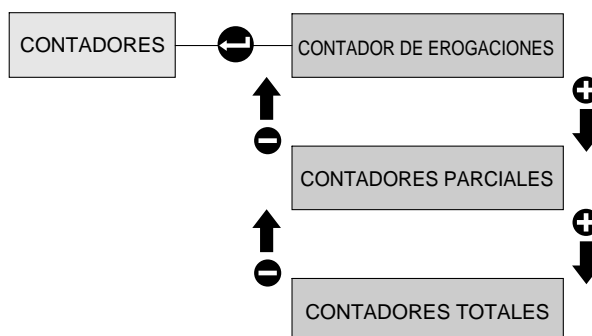 CONTADORES
CONTADOR DE EROGACIONES
CONTADORES PARCIALES
CONTADORES TOTALES